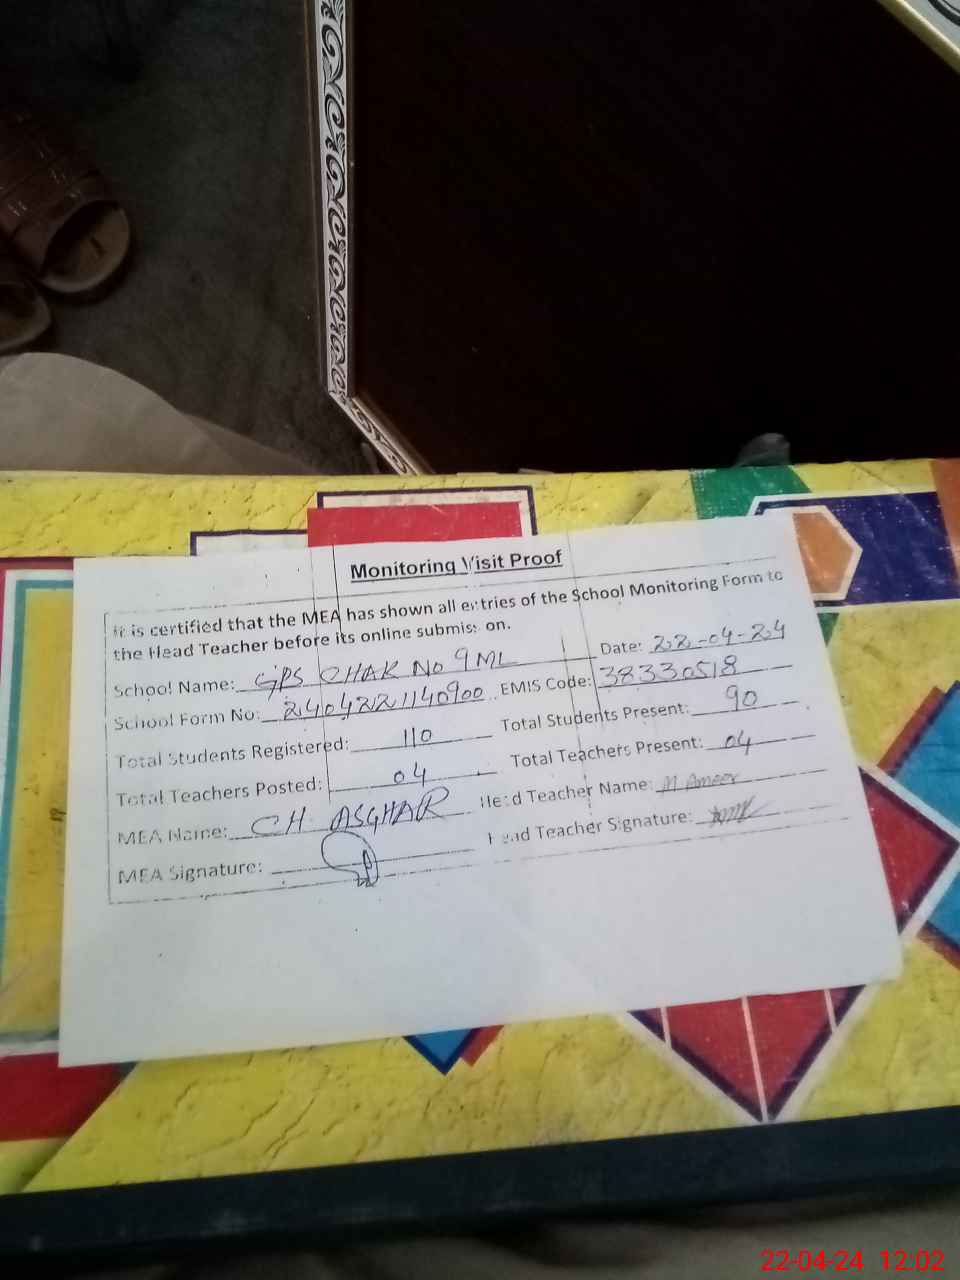 Monitoring Visit Proof
It is certified that the MEA has shown all entries of the School Monitoring Form to
the Head Teacher before its online submission.
Date: 22-04-24
School Name: GPS CHAK No 9ML
School Form No: 2404221140900 EMIS Code: 38330518
Total Students Registered: 110 Total Students Present: 90
Total Teachers Posted: 04 Total Teachers Present: 04
MEA Name: CH ASGHAR Head Teacher Name: M Ameer
MEA Signature: Head Teacher Signature:
22-04-24 12:02